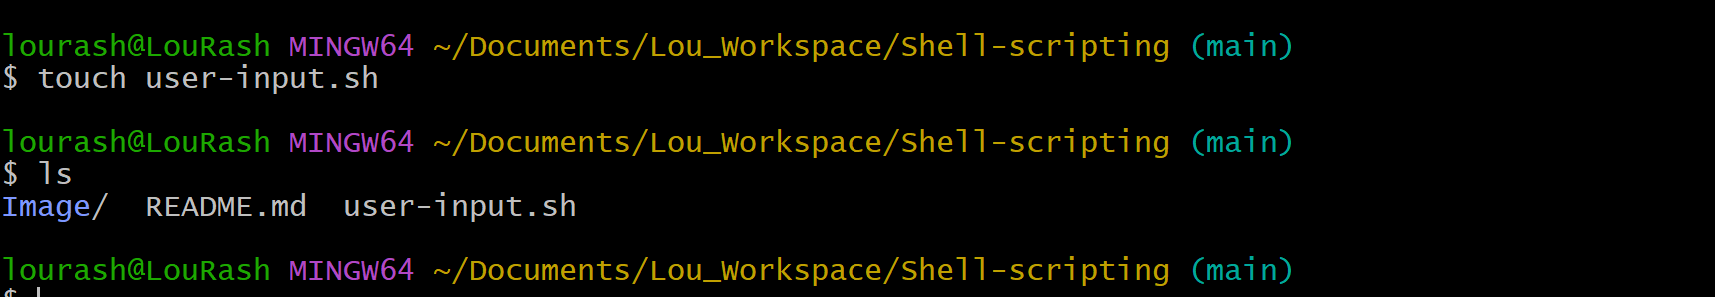 lourash@LouRash MINGW64 ~/Documents/Lou_Workspace/Shell-scripting (main)
$ touch user-input.sh
lourash@LouRash MINGW64 ~/Documents/Lou_Workspace/Shell-scripting (main)
$ ls
Image/  README.md  user-input.sh
lourash@LouRash MINGW64 ~/Documents/Lou_Workspace/Shell-scripting (main)
$